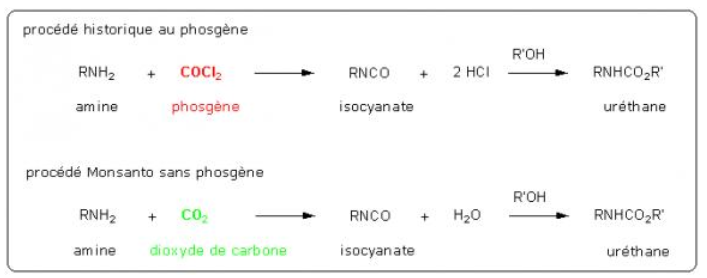 procédé historique au phosgène
R'OH
RNH₂ + COCl₂ RNCO + 2 HCl RNHCO₂R'
amine phosgène isocyanate uréthane
procédé Monsanto sans phosgène
R'OH
RNH₂ + CO₂ RNCO + H₂O RNHCO₂R'
amine dioxyde de carbone isocyanate uréthane